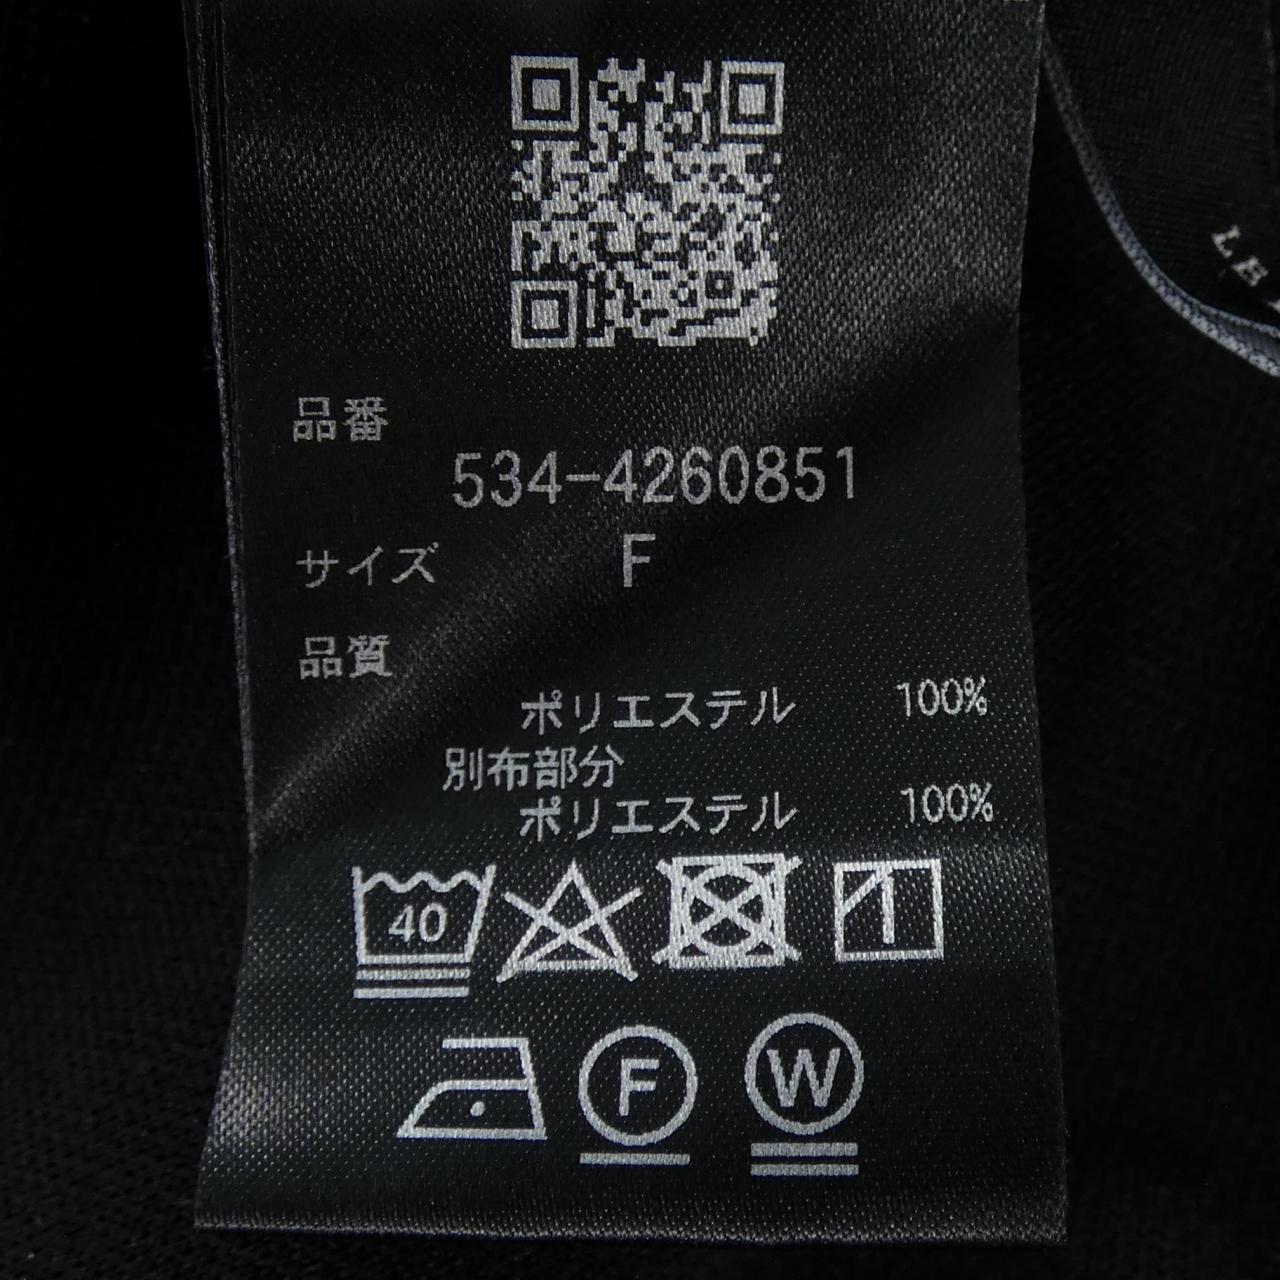 品番
534-4260851
サイズ F
品質
ポリエステル 100%
別布部分
ポリエステル 100%
40
F
W